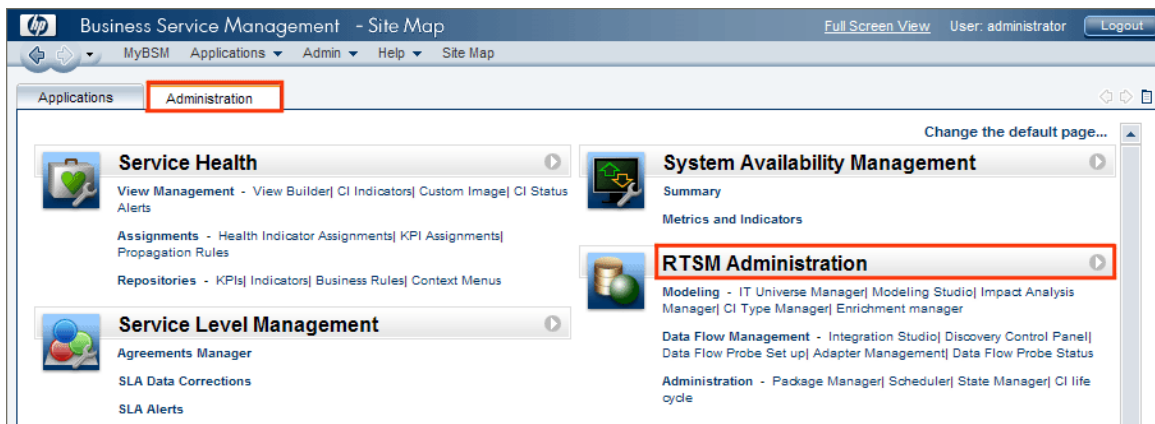 hp Business Service Management - Site Map Full Screen View User: administrator Logout
MyBSM Applications Admin Help Site Map
Applications Administration
Change the default page...
Service Health
View Management - View Builder| CI Indicators| Custom Image| CI Status
Alerts
Assignments - Health Indicator Assignments| KPI Assignments|
Propagation Rules
Repositories - KPIs| Indicators| Business Rules| Context Menus
Service Level Management
Agreements Manager
SLA Data Corrections
SLA Alerts
System Availability Management
Summary
Metrics and Indicators
RTSM Administration
Modeling - IT Universe Manager| Modeling Studio| Impact Analysis
Manager| CI Type Manager| Enrichment manager
Data Flow Management - Integration Studio| Discovery Control Panel|
Data Flow Probe Set up| Adapter Management| Data Flow Probe Status
Administration - Package Manager| Scheduler| State Manager| CI life
cycle